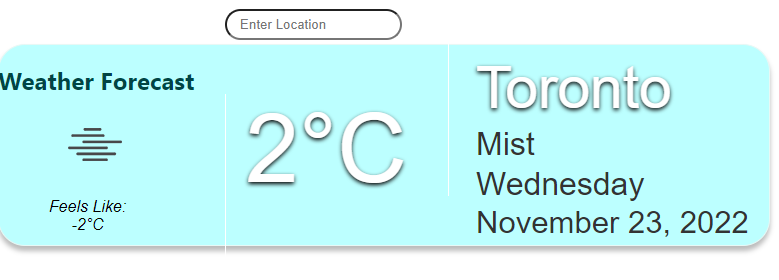 Enter Location
Weather Forecast
Feels Like:
-2°C
2°C
Toronto
Mist
Wednesday
November 23, 2022